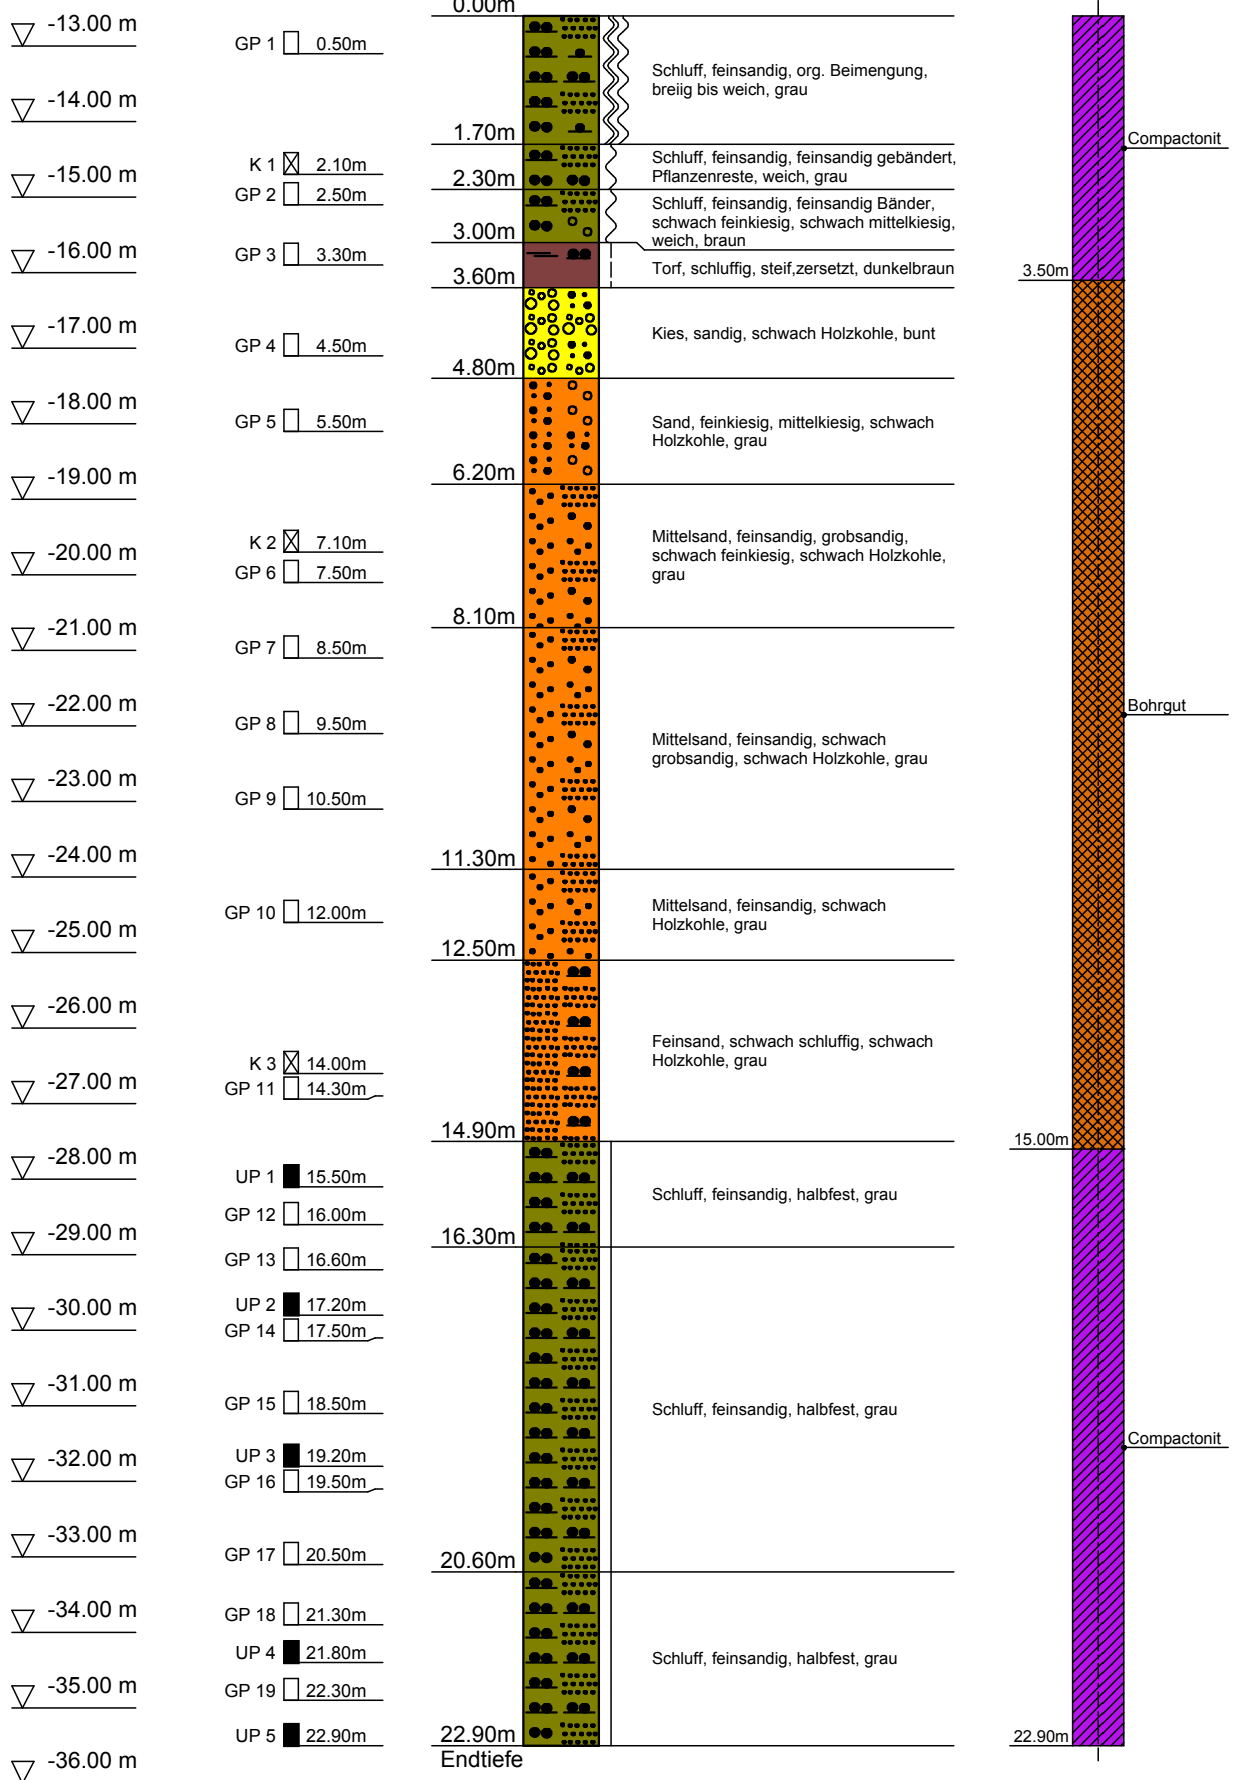 0.00m
-13.00 m
-14.00 m
-15.00 m
-16.00 m
-17.00 m
-18.00 m
-19.00 m
-20.00 m
-21.00 m
-22.00 m
-23.00 m
-24.00 m
-25.00 m
-26.00 m
-27.00 m
-28.00 m
-29.00 m
-30.00 m
-31.00 m
-32.00 m
-33.00 m
-34.00 m
-35.00 m
-36.00 m
GP 1 0.50m
K 1 2.10m
GP 2 2.50m
GP 3 3.30m
GP 4 4.50m
GP 5 5.50m
K 2 7.10m
GP 6 7.50m
GP 7 8.50m
GP 8 9.50m
GP 9 10.50m
GP 10 12.00m
K 3 14.00m
GP 11 14.30m
UP 1 15.50m
GP 12 16.00m
GP 13 16.60m
UP 2 17.20m
GP 14 17.50m
GP 15 18.50m
UP 3 19.20m
GP 16 19.50m
GP 17 20.50m
GP 18 21.30m
UP 4 21.80m
GP 19 22.30m
UP 5 22.90m
1.70m
2.30m
3.00m
3.60m
4.80m
6.20m
8.10m
11.30m
12.50m
14.90m
16.30m
20.60m
22.90m
Endtiefe
Schluff, feinsandig, org. Beimengung,
breiig bis weich, grau
Schluff, feinsandig, feinsandig gebändert,
Pflanzenreste, weich, grau
Schluff, feinsandig, feinsandig Bänder,
schwach feinkiesig, schwach mittelkiesig,
weich, braun
Torf, schluffig, steif,zersetzt, dunkelbraun
Kies, sandig, schwach Holzkohle, bunt
Sand, feinkiesig, mittelkiesig, schwach
Holzkohle, grau
Mittelsand, feinsandig, grobsandig,
schwach feinkiesig, schwach Holzkohle,
grau
Mittelsand, feinsandig, schwach
grobsandig, schwach Holzkohle, grau
Mittelsand, feinsandig, schwach
Holzkohle, grau
Feinsand, schwach schluffig, schwach
Holzkohle, grau
Schluff, feinsandig, halbfest, grau
Schluff, feinsandig, halbfest, grau
Schluff, feinsandig, halbfest, grau
3.50m
15.00m
22.90m
Compactonit
Bohrgut
Compactonit